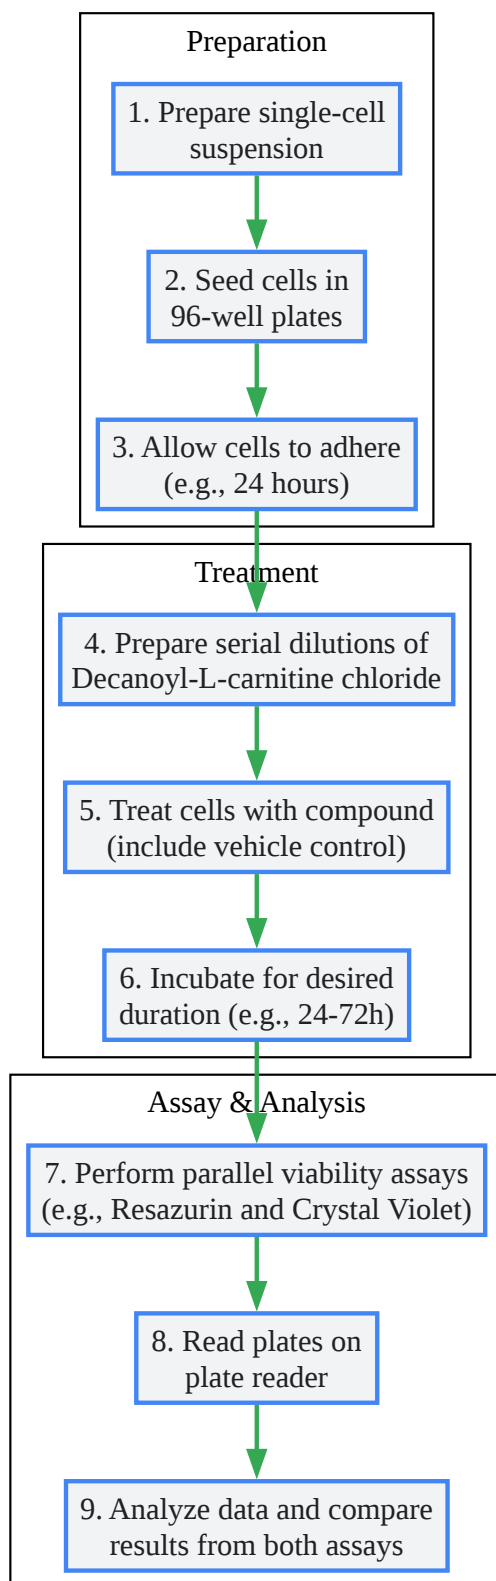 Preparation
1. Prepare single-cell
suspension
2. Seed cells in
96-well plates
3. Allow cells to adhere
(e.g., 24 hours)
Treatment
4. Prepare serial dilutions of
Decanoyl-L-carnitine chloride
5. Treat cells with compound
(include vehicle control)
6. Incubate for desired
duration (e.g., 24-72h)
Assay & Analysis
7. Perform parallel viability assays
(e.g., Resazurin and Crystal Violet)
8. Read plates on
plate reader
9. Analyze data and compare
results from both assays